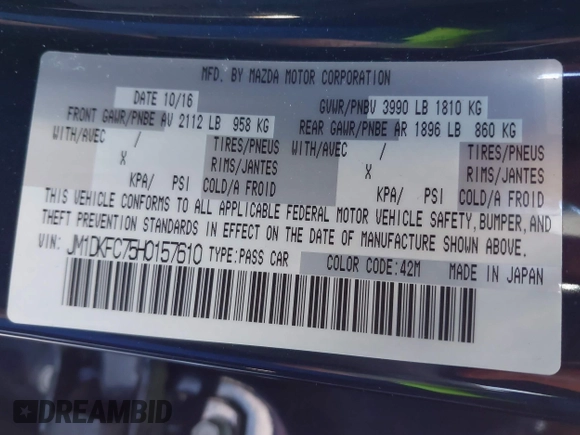 MFD. BY MAZDA MOTOR CORPORATION
DATE 10/16
GVWR/PNBV 3990 LB 1810 KG
FRONT GAWR/PNBE AV 2112 LB 958 KG
REAR GAWR/PNBE AR 1896 LB 860 KG
WITH/AVEC / TIRES/PNEUS WITH/AVEC / TIRES/PNEUS
X RIMS/JANTES X RIMS/JANTES
KPA/ PSI COLD/A FROID KPA/ PSI COLD/A FROID
THIS VEHICLE CONFORMS TO ALL APPLICABLE FEDERAL MOTOR VEHICLE SAFETY, BUMPER, AND
THEFT PREVENTION STANDARDS IN EFFECT ON THE DATE OF MANUFACTURE SHOWN ABOVE.
VIN: JM1DKFC75H0157610 TYPE:PASS CAR COLOR CODE:42M MADE IN JAPAN
DREAMBID